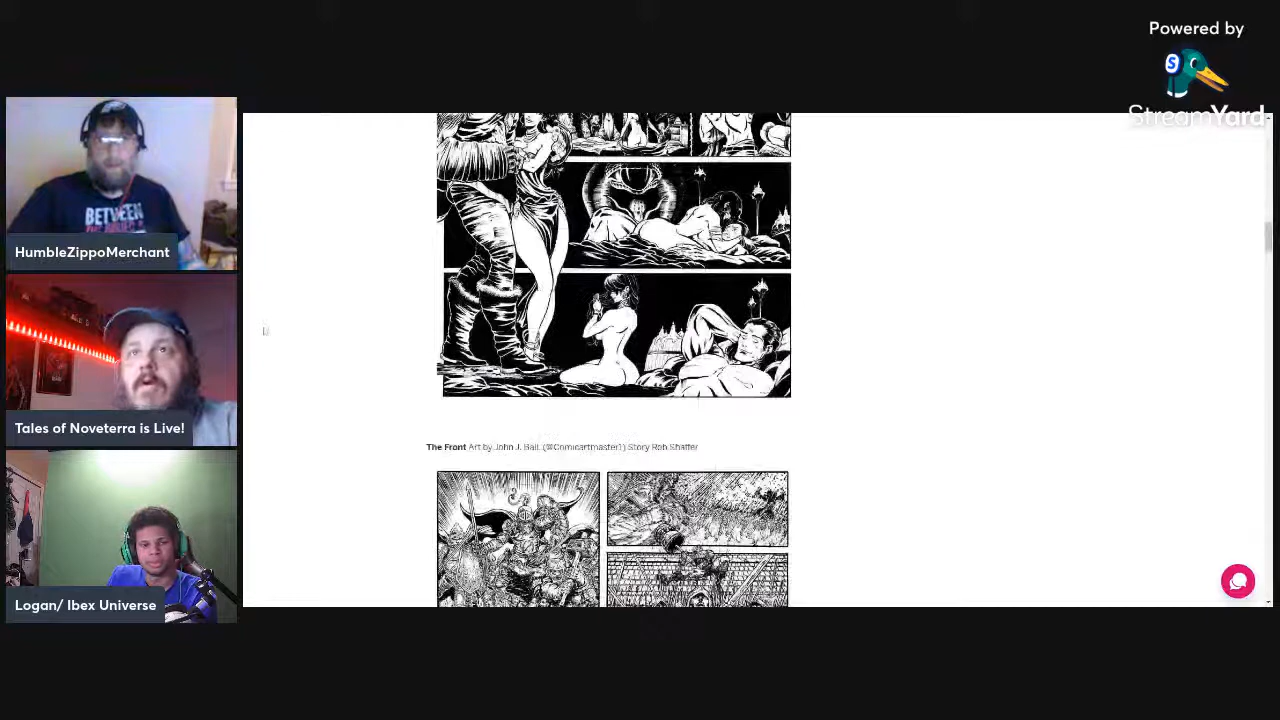 Powered by
StreamYard
BETWEEN
HumbleZippoMerchant
Tales of Noveterra is Live!
The Front Art by John J. Ball. (@Comicartmaster1) Story Rob Shaffer
Logan/ Ibex Universe